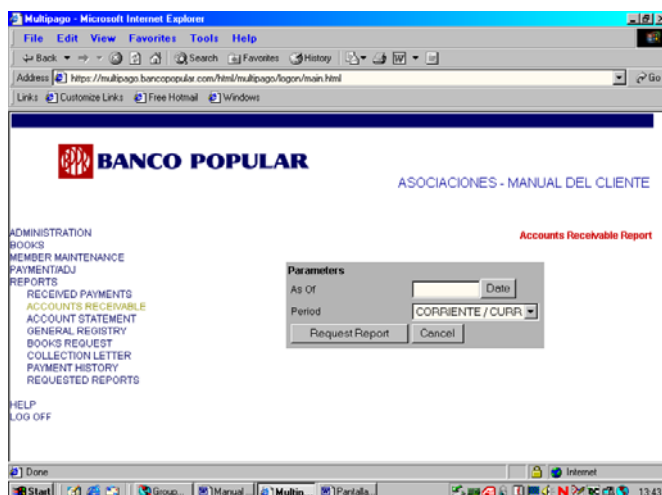 Multipago - Microsoft Internet Explorer
File Edit View Favorites Tools Help
Back Search Favorites History
Address https://multipago.bancopopular.com/html/multipago/logon/main.html Go
Links Customize Links Free Hotmail Windows
BANCO POPULAR
ASOCIACIONES - MANUAL DEL CLIENTE
Accounts Receivable Report
ADMINISTRATION
BOOKS
MEMBER MAINTENANCE
PAYMENT/ADJ
REPORTS
RECEIVED PAYMENTS
ACCOUNTS RECEIVABLE
ACCOUNT STATEMENT
GENERAL REGISTRY
BOOKS REQUEST
COLLECTION LETTER
PAYMENT HISTORY
REQUESTED REPORTS
HELP
LOG OFF
Parameters
As Of Date
Period CORRIENTE / CURR
Request Report Cancel
Done Internet
Start Group... Manual... Multip... Pantalla... 13:43